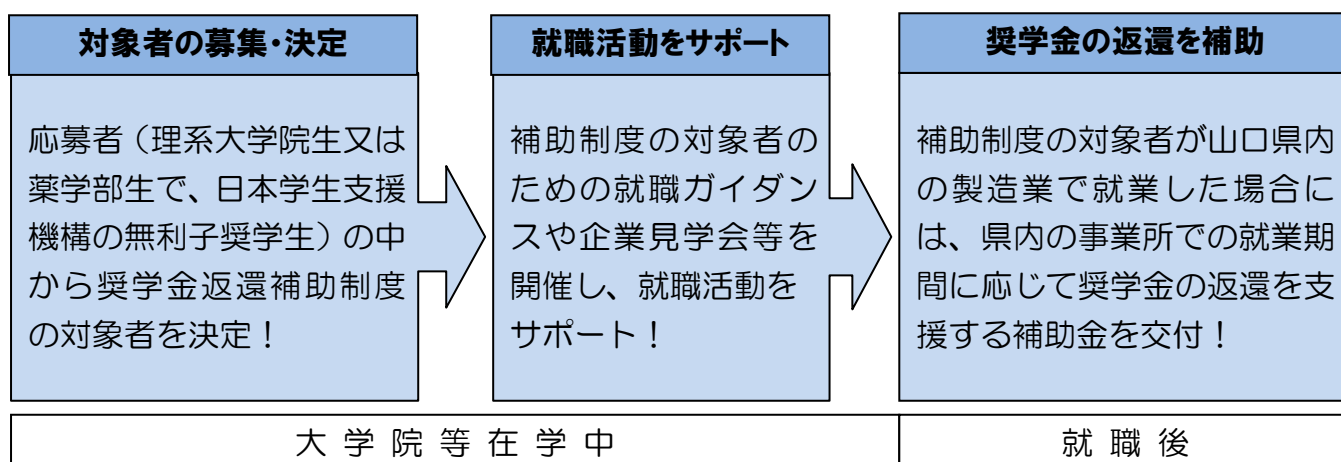 対象者の募集・決定
応募者（理系大学院生又は
薬学部生で、日本学生支援
機構の無利子奨学生）の中
から奨学金返還補助制度
の対象者を決定！
就職活動をサポート
補助制度の対象者の
ための就職ガイダン
スや企業見学会等を
開催し、就職活動を
サポート！
奨学金の返還を補助
補助制度の対象者が山口県内
の製造業で就業した場合に
は、県内の事業所での就業期
間に応じて奨学金の返還を支
援する補助金を交付！
大学院等在学中
就職後